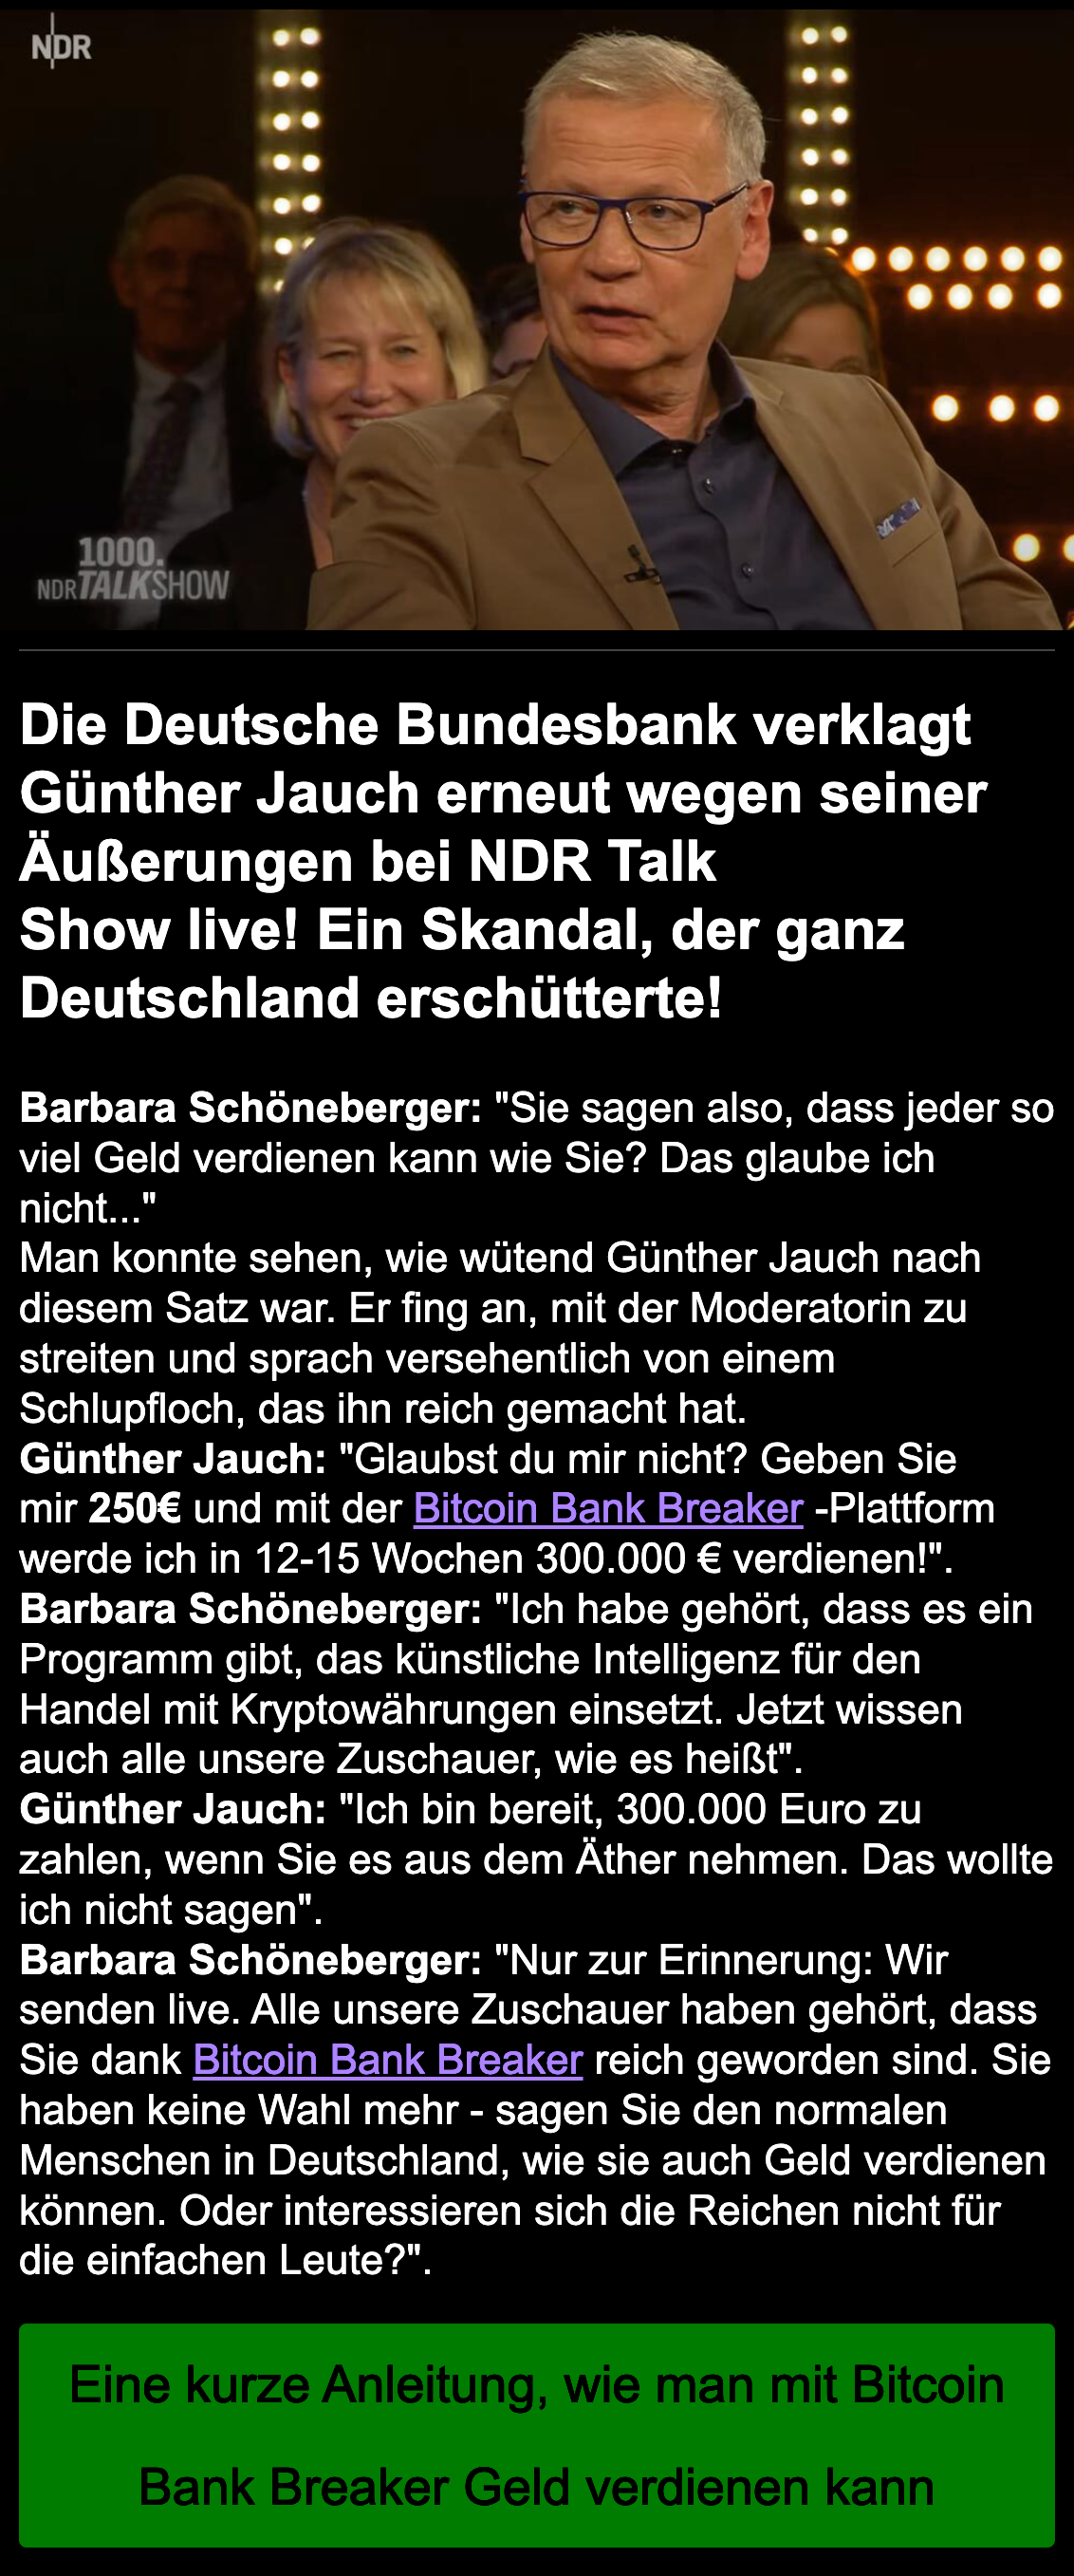 NDR
1000.
NDR TALKSHOW
Die Deutsche Bundesbank verklagt
Günther Jauch erneut wegen seiner
Äußerungen bei NDR Talk
Show live! Ein Skandal, der ganz
Deutschland erschütterte!
Barbara Schöneberger: "Sie sagen also, dass jeder so
viel Geld verdienen kann wie Sie? Das glaube ich
nicht..."
Man konnte sehen, wie wütend Günther Jauch nach
diesem Satz war. Er fing an, mit der Moderatorin zu
streiten und sprach versehentlich von einem
Schlupfloch, das ihn reich gemacht hat.
Günther Jauch: "Glaubst du mir nicht? Geben Sie
mir 250€ und mit der Bitcoin Bank Breaker -Plattform
werde ich in 12-15 Wochen 300.000 € verdienen!".
Barbara Schöneberger: "Ich habe gehört, dass es ein
Programm gibt, das künstliche Intelligenz für den
Handel mit Kryptowährungen einsetzt. Jetzt wissen
auch alle unsere Zuschauer, wie es heißt".
Günther Jauch: "Ich bin bereit, 300.000 Euro zu
zahlen, wenn Sie es aus dem Äther nehmen. Das wollte
ich nicht sagen".
Barbara Schöneberger: "Nur zur Erinnerung: Wir
senden live. Alle unsere Zuschauer haben gehört, dass
Sie dank Bitcoin Bank Breaker reich geworden sind. Sie
haben keine Wahl mehr - sagen Sie den normalen
Menschen in Deutschland, wie sie auch Geld verdienen
können. Oder interessieren sich die Reichen nicht für
die einfachen Leute?".
Eine kurze Anleitung, wie man mit Bitcoin
Bank Breaker Geld verdienen kann